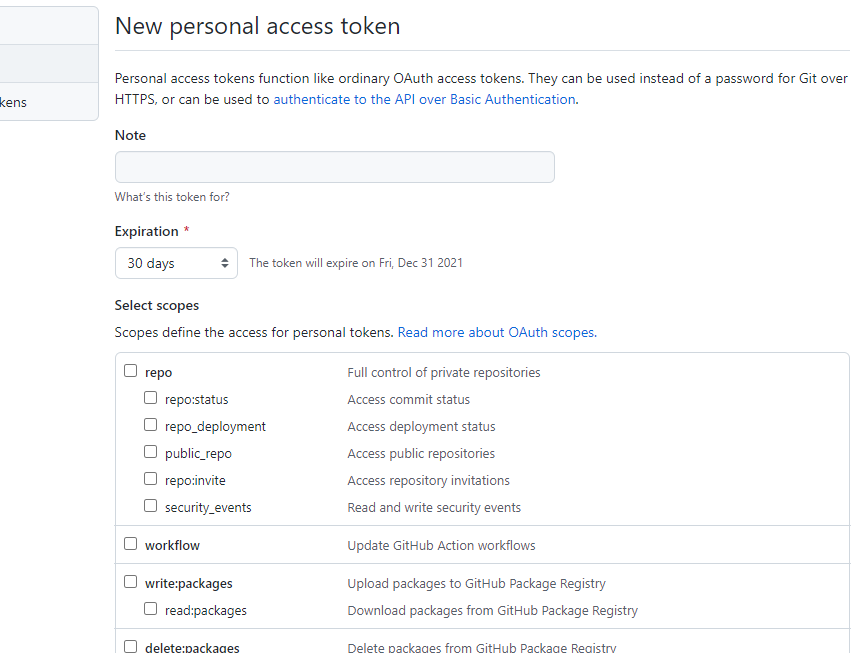 New personal access token
Personal access tokens function like ordinary OAuth access tokens. They can be used instead of a password for Git over
kens
HTTPS, or can be used to authenticate to the API over Basic Authentication.
Note
What's this token for?
Expiration *
30 days The token will expire on Fri, Dec 31 2021
Select scopes
Scopes define the access for personal tokens. Read more about OAuth scopes.
repo Full control of private repositories
repo:status Access commit status
repo_deployment Access deployment status
public_repo Access public repositories
repo:invite Access repository invitations
security_events Read and write security events
workflow Update GitHub Action workflows
write:packages Upload packages to GitHub Package Registry
read:packages Download packages from GitHub Package Registry
delete:packages Delete packages from GitHub Package Registry